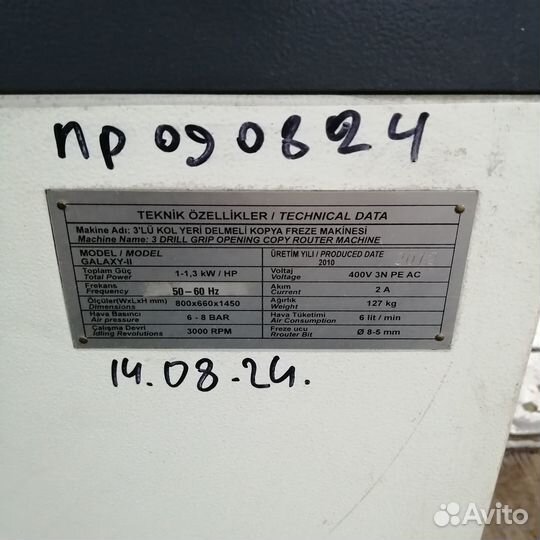 пр 090824
TEKNİK ÖZELLİKLER / TECHNICAL DATA
Makine Adı: 3'LÜ KOL YERİ DELMELİ KOPYA FREZE MAKİNESİ
Machine Name: 3 DRILL GRIP OPENING COPY ROUTER MACHINE
MODEL / MODEL
GALAXY-II
ÜRETİM YILI / PRODUCED DATE
2010
Toplam Güç
Total Power
1-1,3 kW / HP
Voltaj
Voltage
400V 3N PE AC
Frekans
Frequency
50-60 Hz
Akım
Current
2 A
Ölçüler(WxLxH mm)
Dimensions
800x660x1450
Ağırlık
Weight
127 kg
Hava Basıncı
Air pressure
6 - 8 BAR
Hava Tüketimi
Air Consumption
6 lit / min
Çalışma Devri
Idling Revolutions
3000 RPM
Freze ucu
Rrouter Bit
Ø 8-5 mm
14.08.24.
Avito